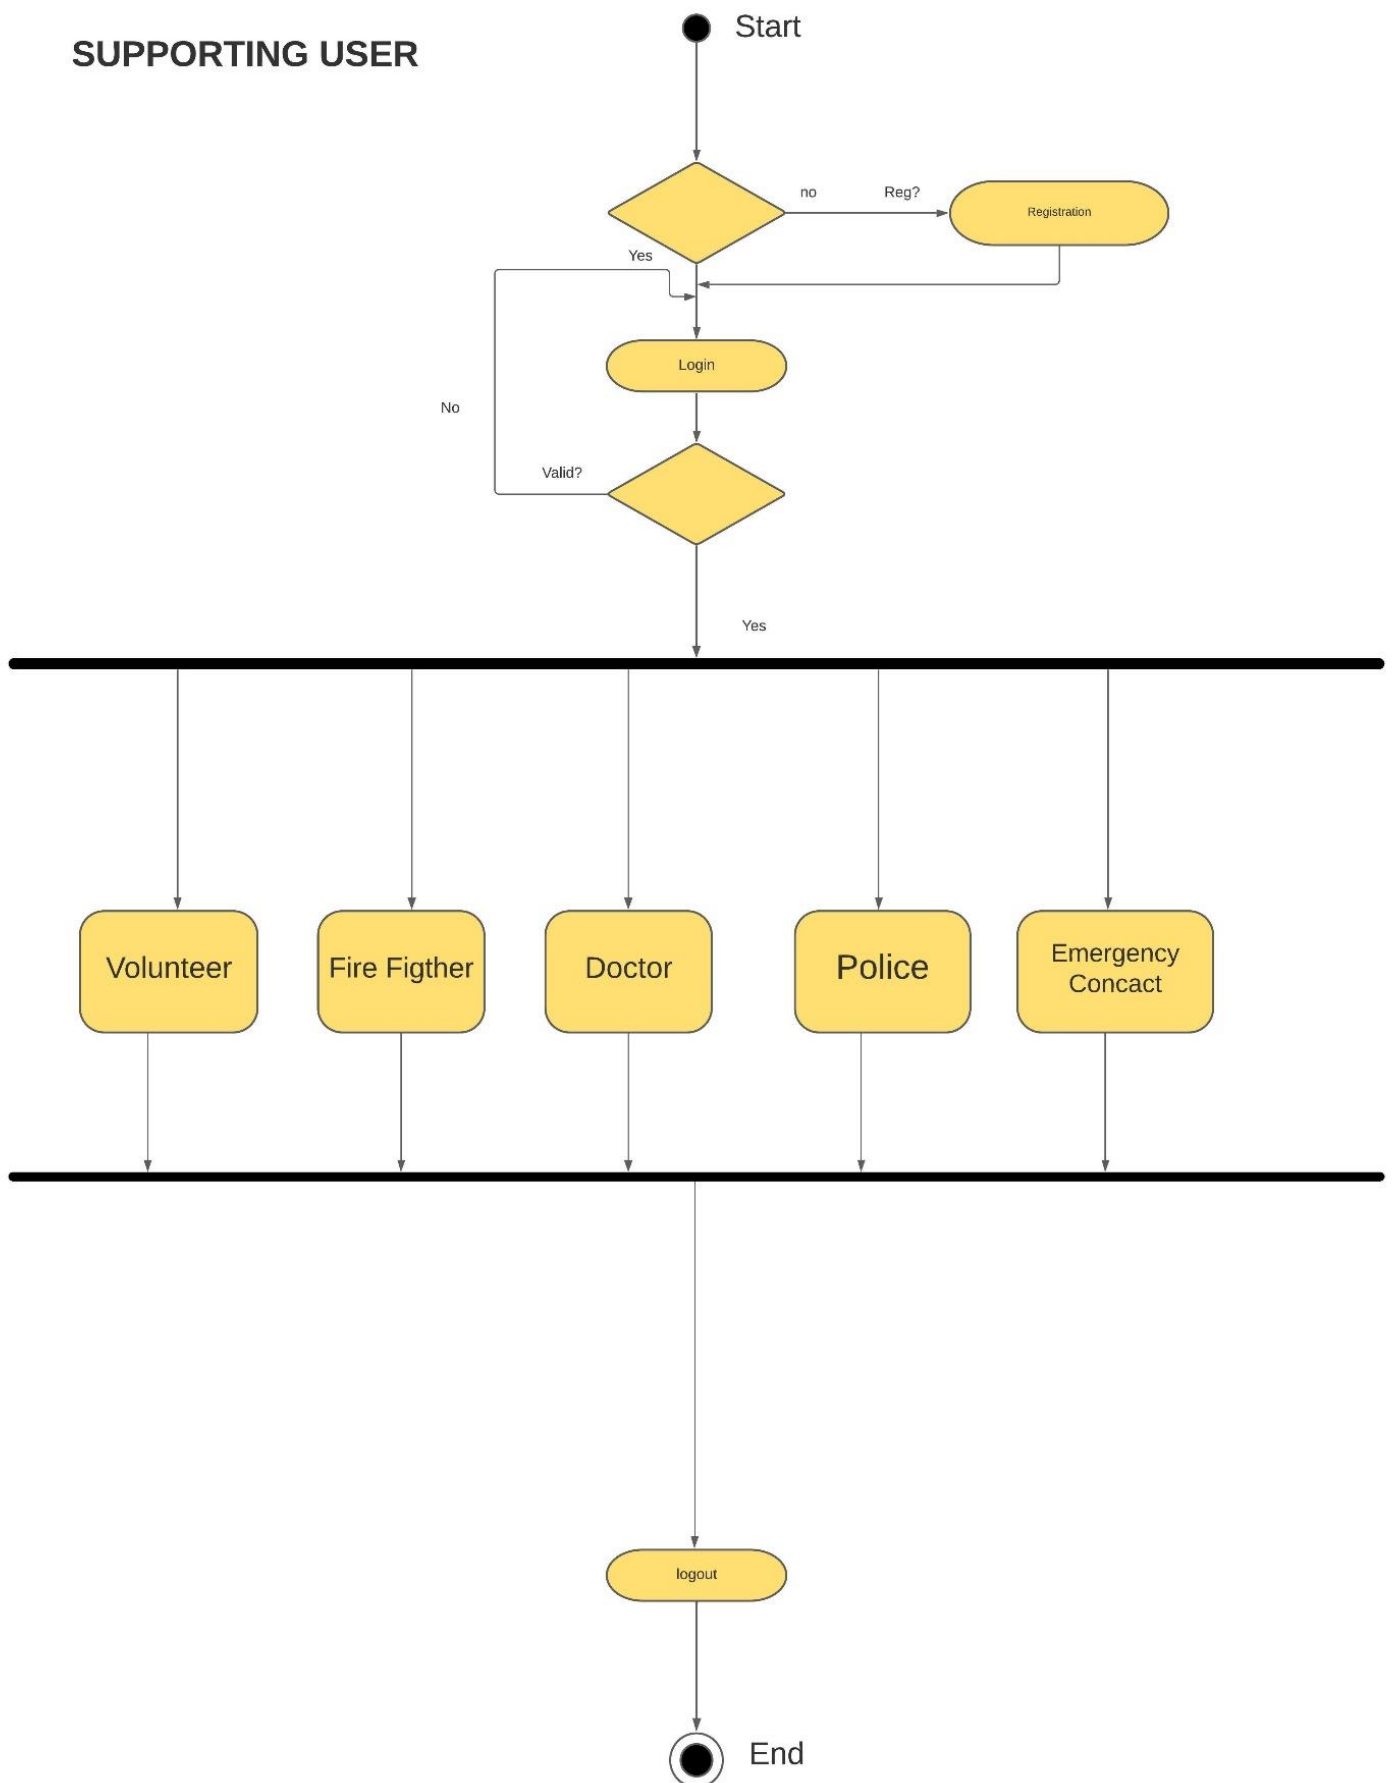 Start
SUPPORTING USER
no
Reg?
Registration
Yes
Login
No
Valid?
Yes
Volunteer
Fire Figther
Doctor
Police
Emergency
Concact
logout
End